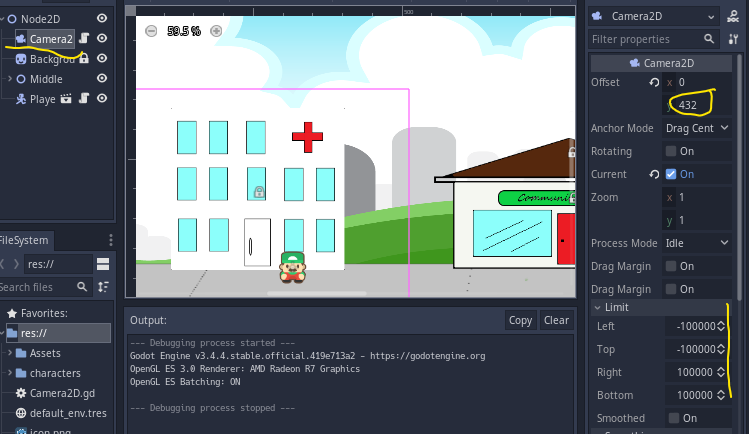 Node2D
Camera2
Backgrou
Middle
Playe
FileSystem
res://
Search files
Favorites:
res://
Assets
characters
Camera2D.gd
default_env.tres
icon.png
59.5 %
500
Communi
Output:
Copy
Clear
--- Debugging process started ---
Godot Engine v3.4.4.stable.official.419e713a2 - https://godotengine.org
OpenGL ES 3.0 Renderer: AMD Radeon R7 Graphics
OpenGL ES Batching: ON
--- Debugging process stopped ---
Camera2D
Filter properties
Camera2D
Offset
x 0
y 432
Anchor Mode
Drag Cent
Rotating
On
Current
On
Zoom
x 1
y 1
Process Mode
Idle
Drag Margin
On
Drag Margin
On
Limit
Left
-100000
Top
-100000
Right
100000
Bottom
100000
Smoothed
On